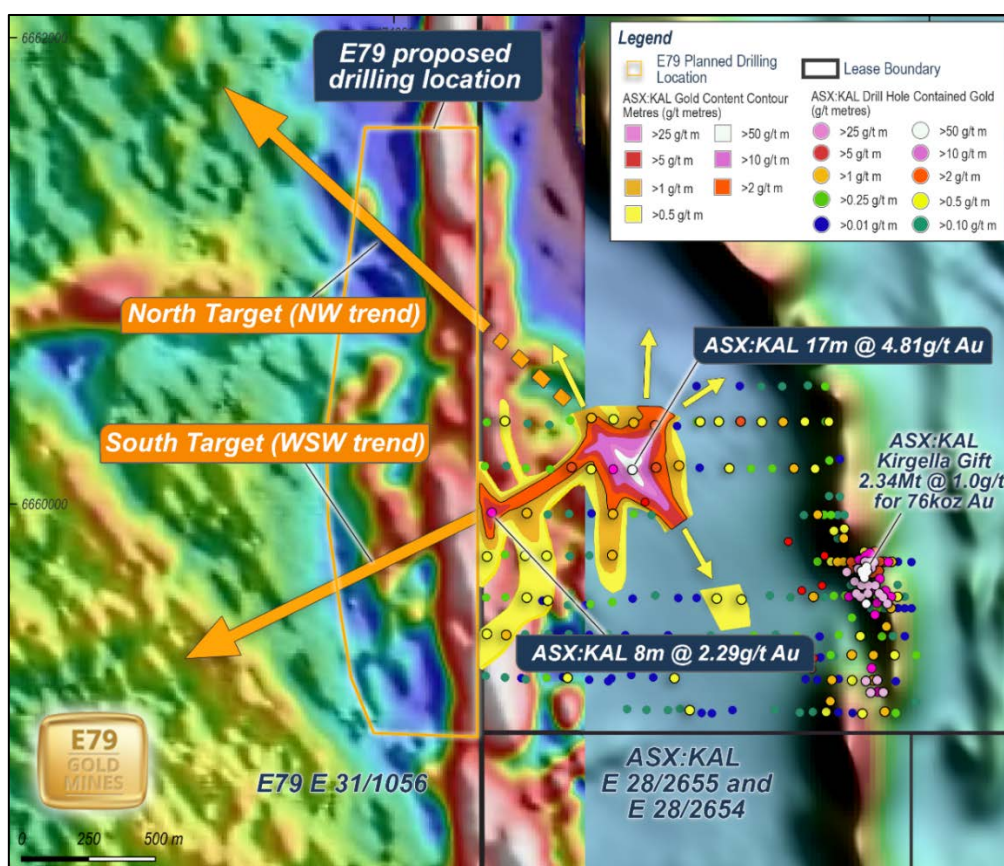 6662000
E79 proposed
drilling location
Legend
E79 Planned Drilling
Location
Lease Boundary
ASX:KAL Gold Content Contour
Metres (g/t metres)
>25 g/t m
>50 g/t m
>5 g/t m
>10 g/t m
>1 g/t m
>2 g/t m
>0.5 g/t m
ASX:KAL Drill Hole Contained Gold
(g/t metres)
>25 g/t m
>50 g/t m
>5 g/t m
>10 g/t m
>1 g/t m
>2 g/t m
>0.25 g/t m
>0.5 g/t m
>0.01 g/t m
>0.10 g/t m
North Target (NW trend)
ASX:KAL 17m @ 4.81g/t Au
South Target (WSW trend)
ASX:KAL
Kirgella Gift
2.34Mt @ 1.0g/t
for 76koz Au
6660000
ASX:KAL 8m @ 2.29g/t Au
E79
GOLD
MINES
E79 E 31/1056
ASX:KAL
E 28/2655 and
E 28/2654
0 250 500 m